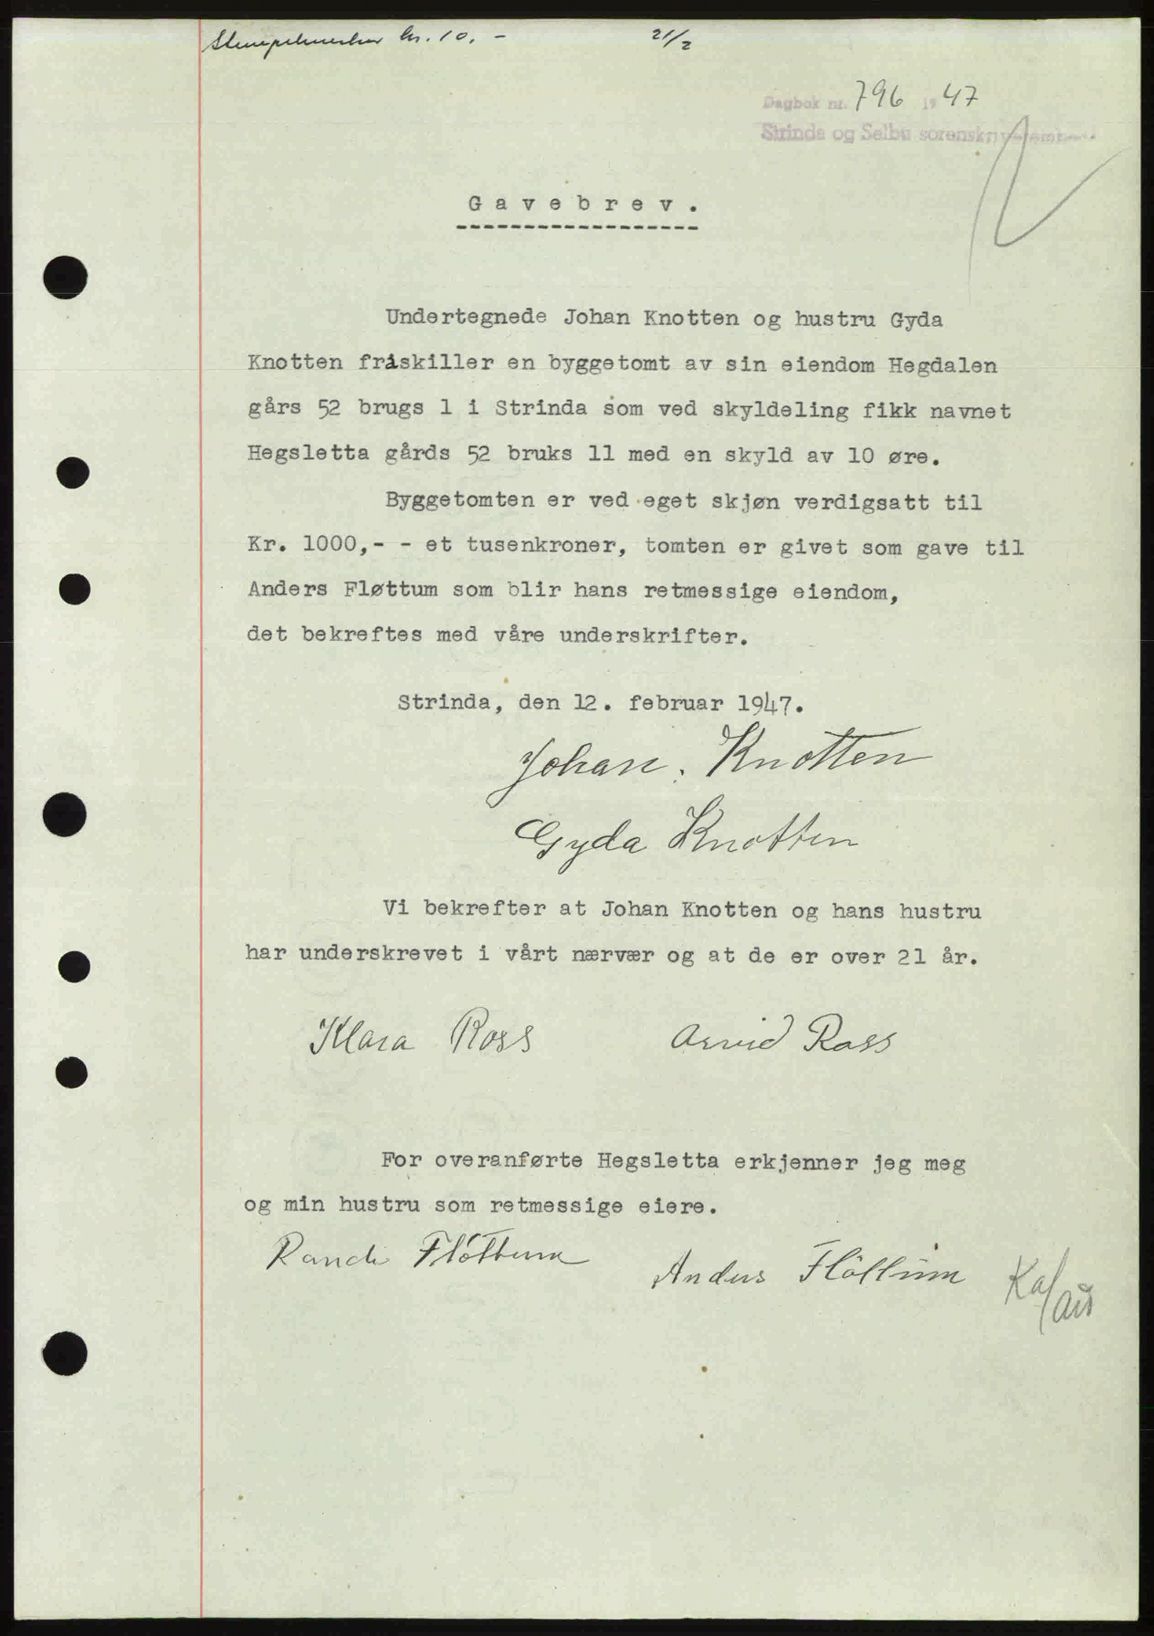 Stempelmerker kr. 10,- 21/2
Dagbok nr. 796 1947
Strinda og Selbu sorenskriverembete
Gavebrev.
Undertegnede Johan Knotten og hustru Gyda
Knotten fraskiller en byggetomt av sin eiendom Hegdalen
gårs 52 brugs 1 i Strinda som ved skyldeling fikk navnet
Hegsletta gårds 52 bruks 11 med en skyld av 10 øre.
Byggetomten er ved eget skjøn verdigsatt til
Kr. 1000,- - et tusenkroner, tomten er givet som gave til
Anders Fløttum som blir hans retmessige eiendom,
det bekreftes med våre underskrifter.
Strinda, den 12. februar 1947.
Johan. Knotten
Gyda Knotten
Vi bekrefter at Johan Knotten og hans hustru
har underskrevet i vårt nærvær og at de er over 21 år.
Klara Ross Arvid Ross
For overanførte Hegsletta erkjenner jeg meg
og min hustru som retmessige eiere.
Randi Fløttum Anders Fløttum